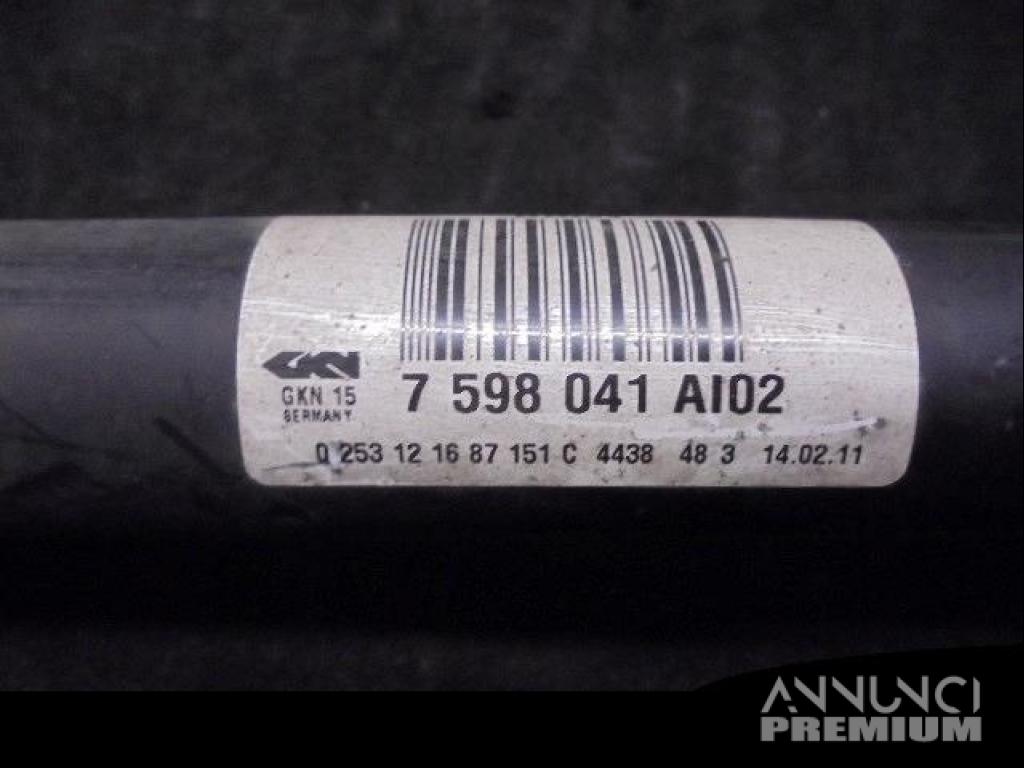 GKN
GKN 15
GERMANY
7 598 041 AI02
0 253 12 16 87 151 C 4438 48 3 14.02.11
ANNUNCI
PREMIUM